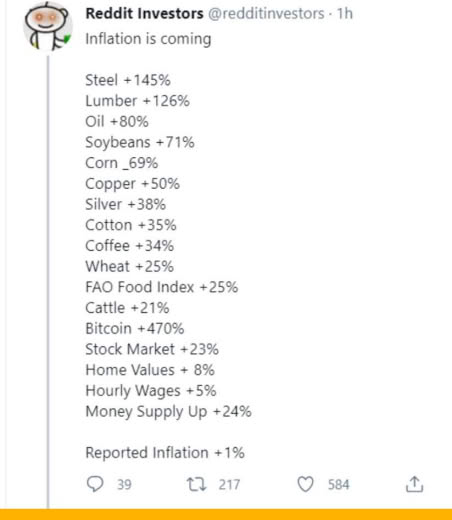 Reddit Investors @redditinvestors · 1h
Inflation is coming
Steel +145%
Lumber +126%
Oil +80%
Soybeans +71%
Corn _69%
Copper +50%
Silver +38%
Cotton +35%
Coffee +34%
Wheat +25%
FAO Food Index +25%
Cattle +21%
Bitcoin +470%
Stock Market +23%
Home Values + 8%
Hourly Wages +5%
Money Supply Up +24%
Reported Inflation +1%
39 217 584